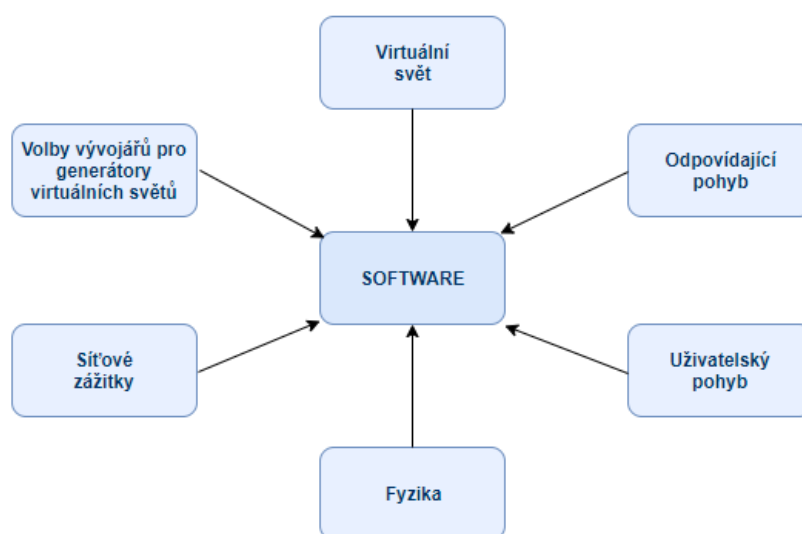 Virtuální
svět
Volby vývojářů pro
generátory
virtuálních světů
Odpovídající
pohyb
SOFTWARE
Síťové
zážitky
Uživatelský
pohyb
Fyzika